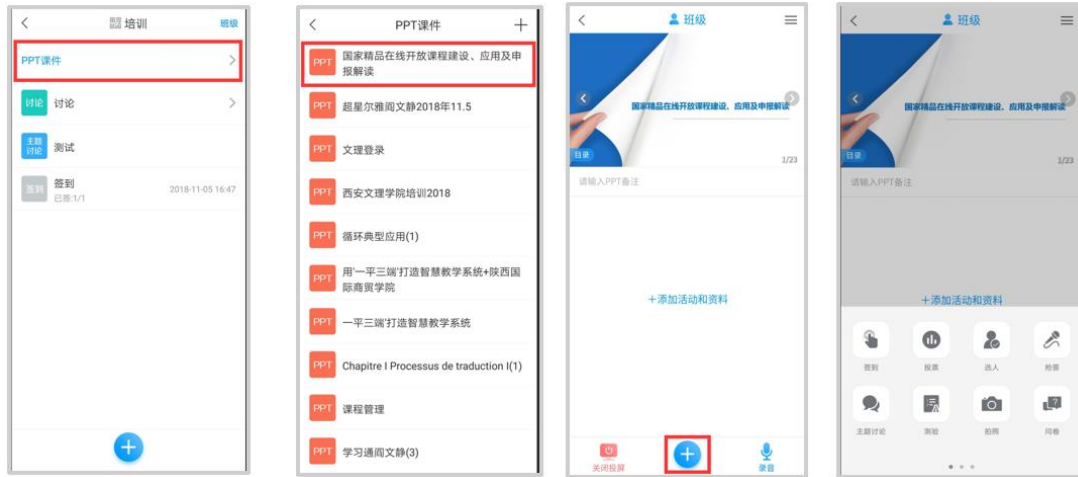 培训
班级
PPT课件
讨论 讨论
主题讨论 测试
签到 签到 2018-11-05 16:47
已签:1/1
PPT课件
PPT 国家精品在线开放课程建设、应用及申
报解读
PPT 超星尔雅阎文静2018年11.5
PPT 文理登录
PPT 西安文理学院培训2018
PPT 循环典型应用(1)
PPT 用'一平三端'打造智慧教学系统+陕西国
际商贸学院
PPT 一平三端'打造智慧教学系统
PPT Chapitre I Processus de traduction I(1)
PPT 课程管理
PPT 学习通阎文静(3)
班级
国家精品在线开放课程建设、应用及申报解读
目录
1/23
请输入PPT备注
+添加活动和资料
关闭投屏
录音
班级
国家精品在线开放课程建设、应用及申报解读
目录
1/23
请输入PPT备注
+添加活动和资料
签到 投票 选人 抢答
主题讨论 测验 拍照 问卷